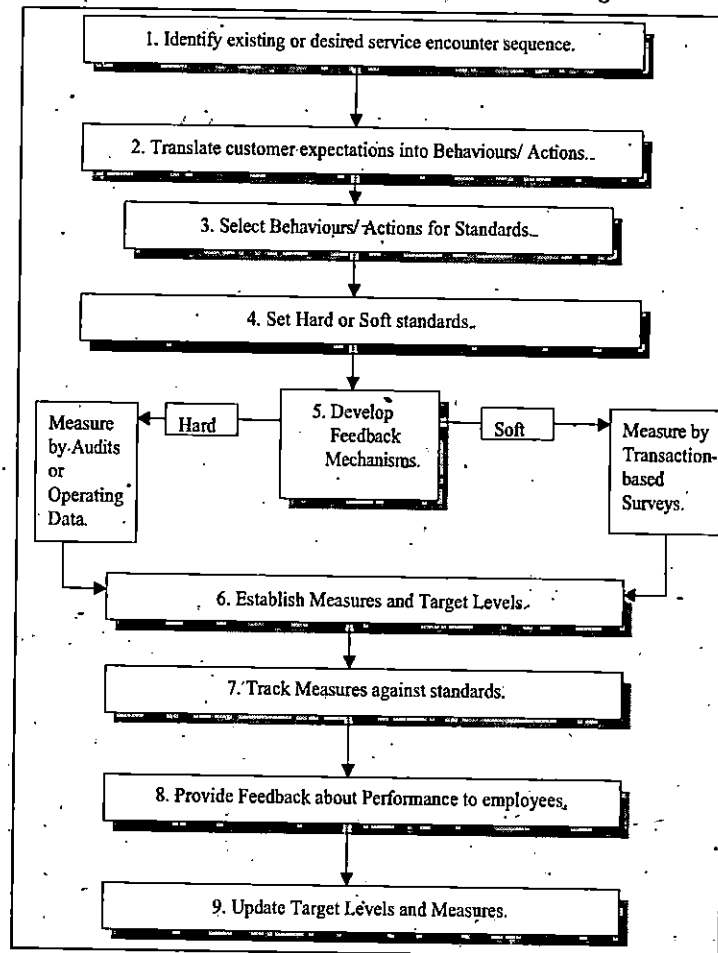 1. Identify existing or desired service encounter sequence.
2. Translate customer expectations into Behaviours/ Actions.
3. Select Behaviours/ Actions for Standards.
4. Set Hard or Soft standards.
Measure
by Audits
or
Operating
Data.
Hard
5. Develop
Feedback
Mechanisms.
Soft
Measure by
Transaction-
based
Surveys.
6. Establish Measures and Target Levels.
7. Track Measures against standards.
8. Provide Feedback about Performance to employees.
9. Update Target Levels and Measures.